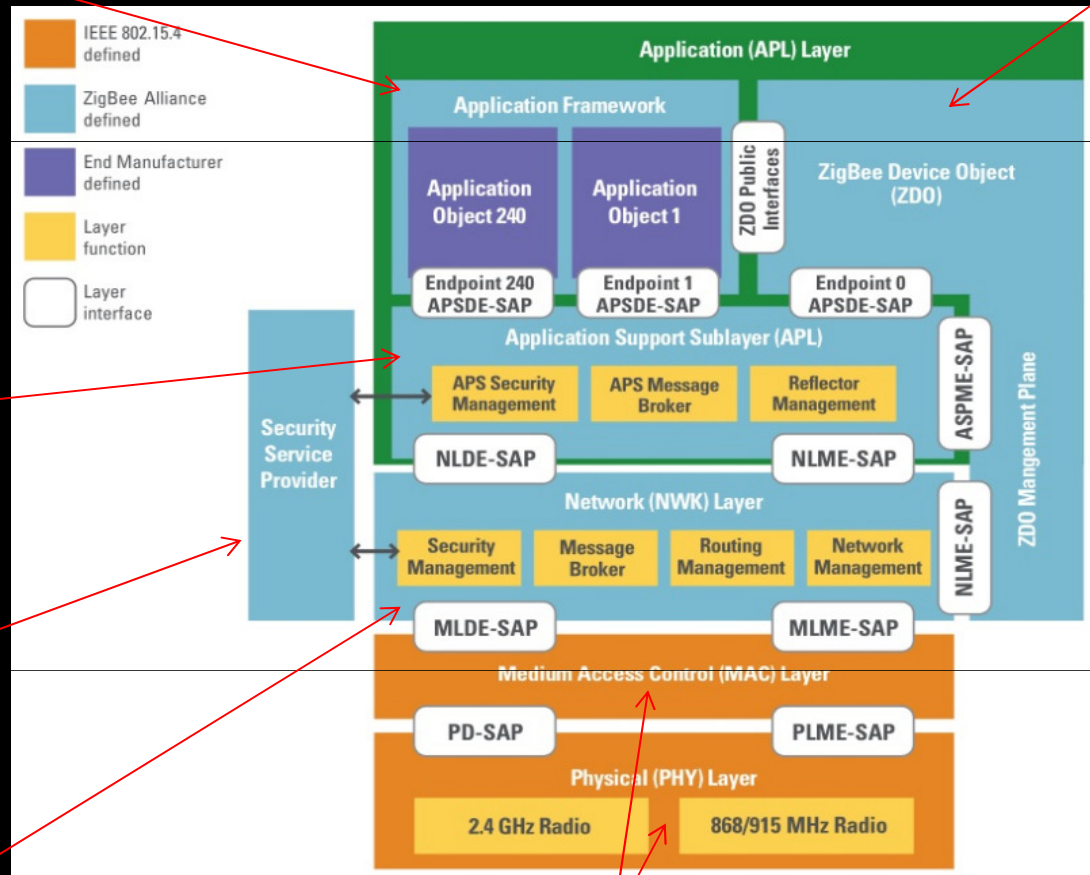 IEEE 802.15.4
defined
ZigBee Alliance
defined
End Manufacturer
defined
Layer
function
Layer
interface
Application (APL) Layer
Application Framework
Application
Object 240
Application
Object 1
ZDO Public
Interfaces
ZigBee Device Object
(ZDO)
Endpoint 240
APSDE-SAP
Endpoint 1
APSDE-SAP
Endpoint 0
APSDE-SAP
Application Support Sublayer (APL)
APS Security
Management
APS Message
Broker
Reflector
Management
ASPME-SAP
Security
Service
Provider
NLDE-SAP
NLME-SAP
ZDO Mangement Plane
Network (NWK) Layer
Security
Management
Message
Broker
Routing
Management
Network
Management
NLME-SAP
MLDE-SAP
MLME-SAP
Medium Access Control (MAC) Layer
PD-SAP
PLME-SAP
Physical (PHY) Layer
2.4 GHz Radio
868/915 MHz Radio